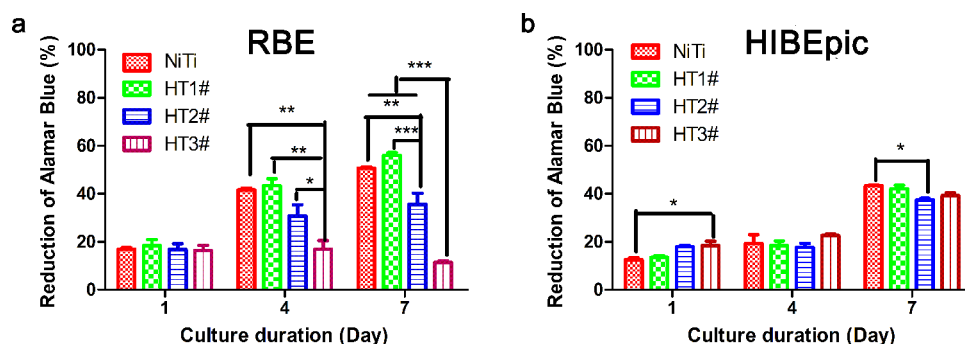 a
RBE
Reduction of Alamar Blue (%)
100
80
60
40
20
0
NiTi
HT1#
HT2#
HT3#
**
**
*
***
**
***
1
4
7
Culture duration (Day)
b
HIBEpic
Reduction of Alamar Blue (%)
100
80
60
40
20
0
NiTi
HT1#
HT2#
HT3#
*
*
1
4
7
Culture duration (Day)